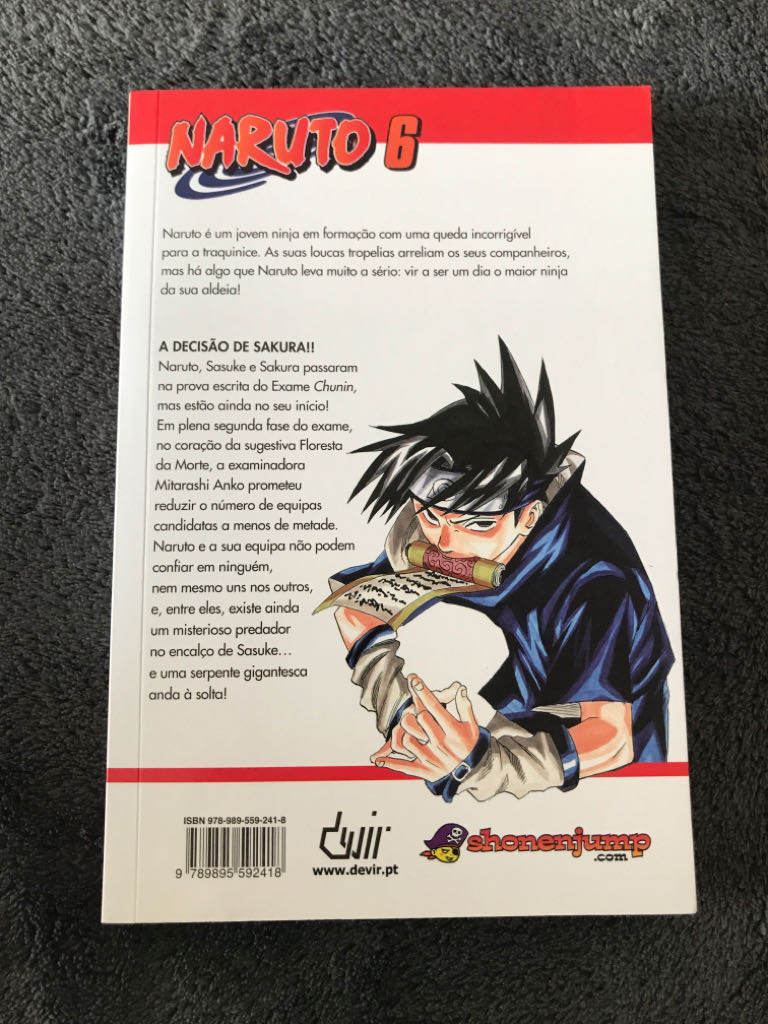 NARUTO 6
Naruto é um jovem ninja em formação com uma queda incorrigível
para a traquinice. As suas loucas tropelias arreliam os seus companheiros,
mas há algo que Naruto leva muito a sério: vir a ser um dia o maior ninja
da sua aldeia!
A DECISÃO DE SAKURA!!
Naruto, Sasuke e Sakura passaram
na prova escrita do Exame Chunin,
mas estão ainda no seu início!
Em plena segunda fase do exame,
no coração da sugestiva Floresta
da Morte, a examinadora
Mitarashi Anko prometeu
reduzir o número de equipas
candidatas a menos de metade.
Naruto e a sua equipa não podem
confiar em ninguém,
nem mesmo uns nos outros,
e, entre eles, existe ainda
um misterioso predador
no encalço de Sasuke...
e uma serpente gigantesca
anda à solta!
ISBN 978-989-559-241-8
9 789895 592418
devir
www.devir.pt
shonenjump
.com